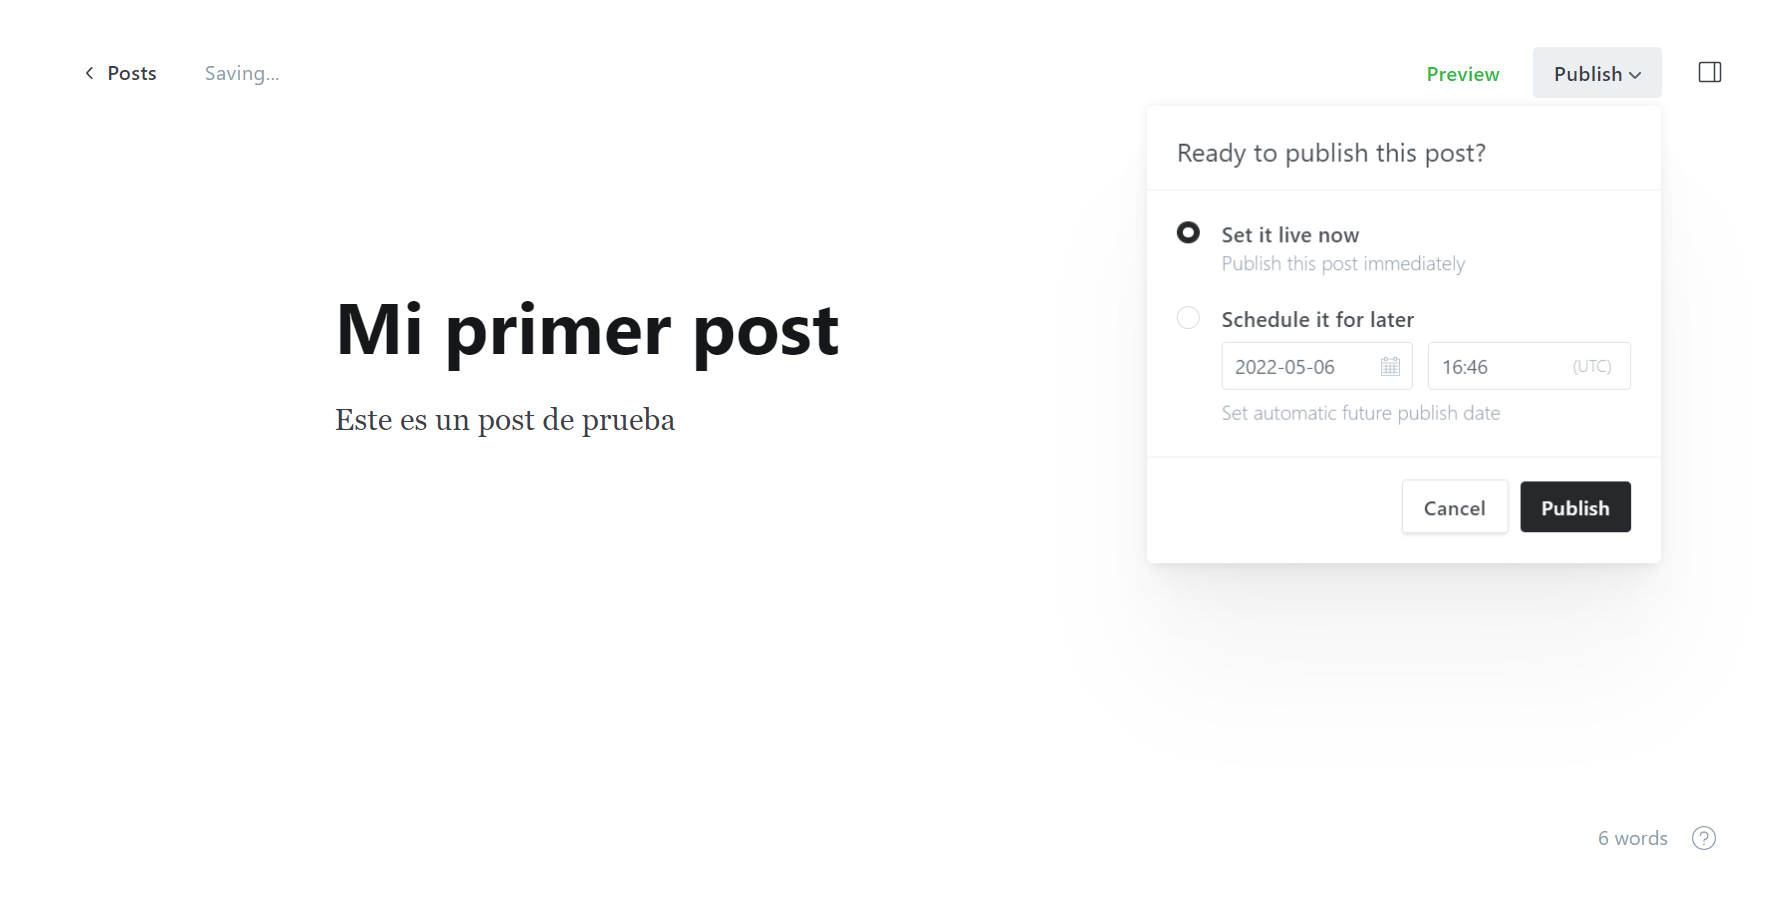 Posts
Saving...
Preview
Publish
Ready to publish this post?
Set it live now
Publish this post immediately
Schedule it for later
2022-05-06
16:46
(UTC)
Set automatic future publish date
Cancel
Publish
Mi primer post
Este es un post de prueba
6 words
?